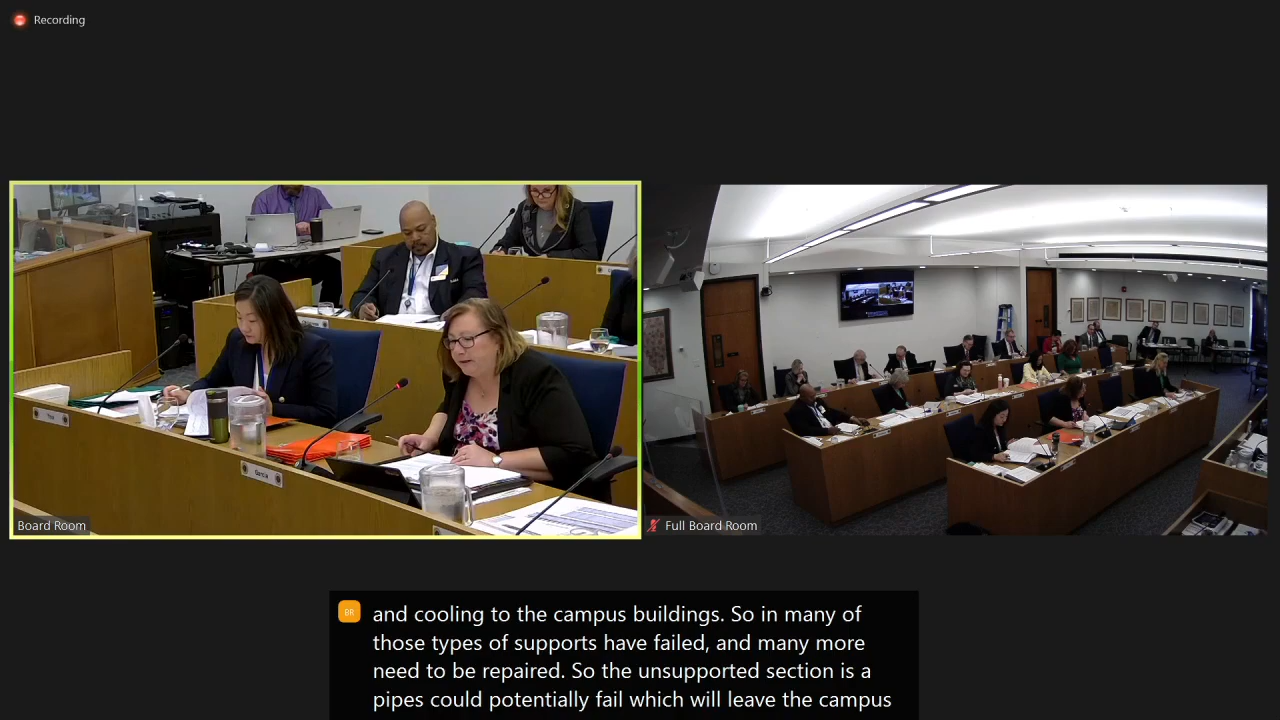 Recording
Garcia
Board Room
Full Board Room
BR
and cooling to the campus buildings. So in many of
those types of supports have failed, and many more
need to be repaired. So the unsupported section is a
pipes could potentially fail which will leave the campus